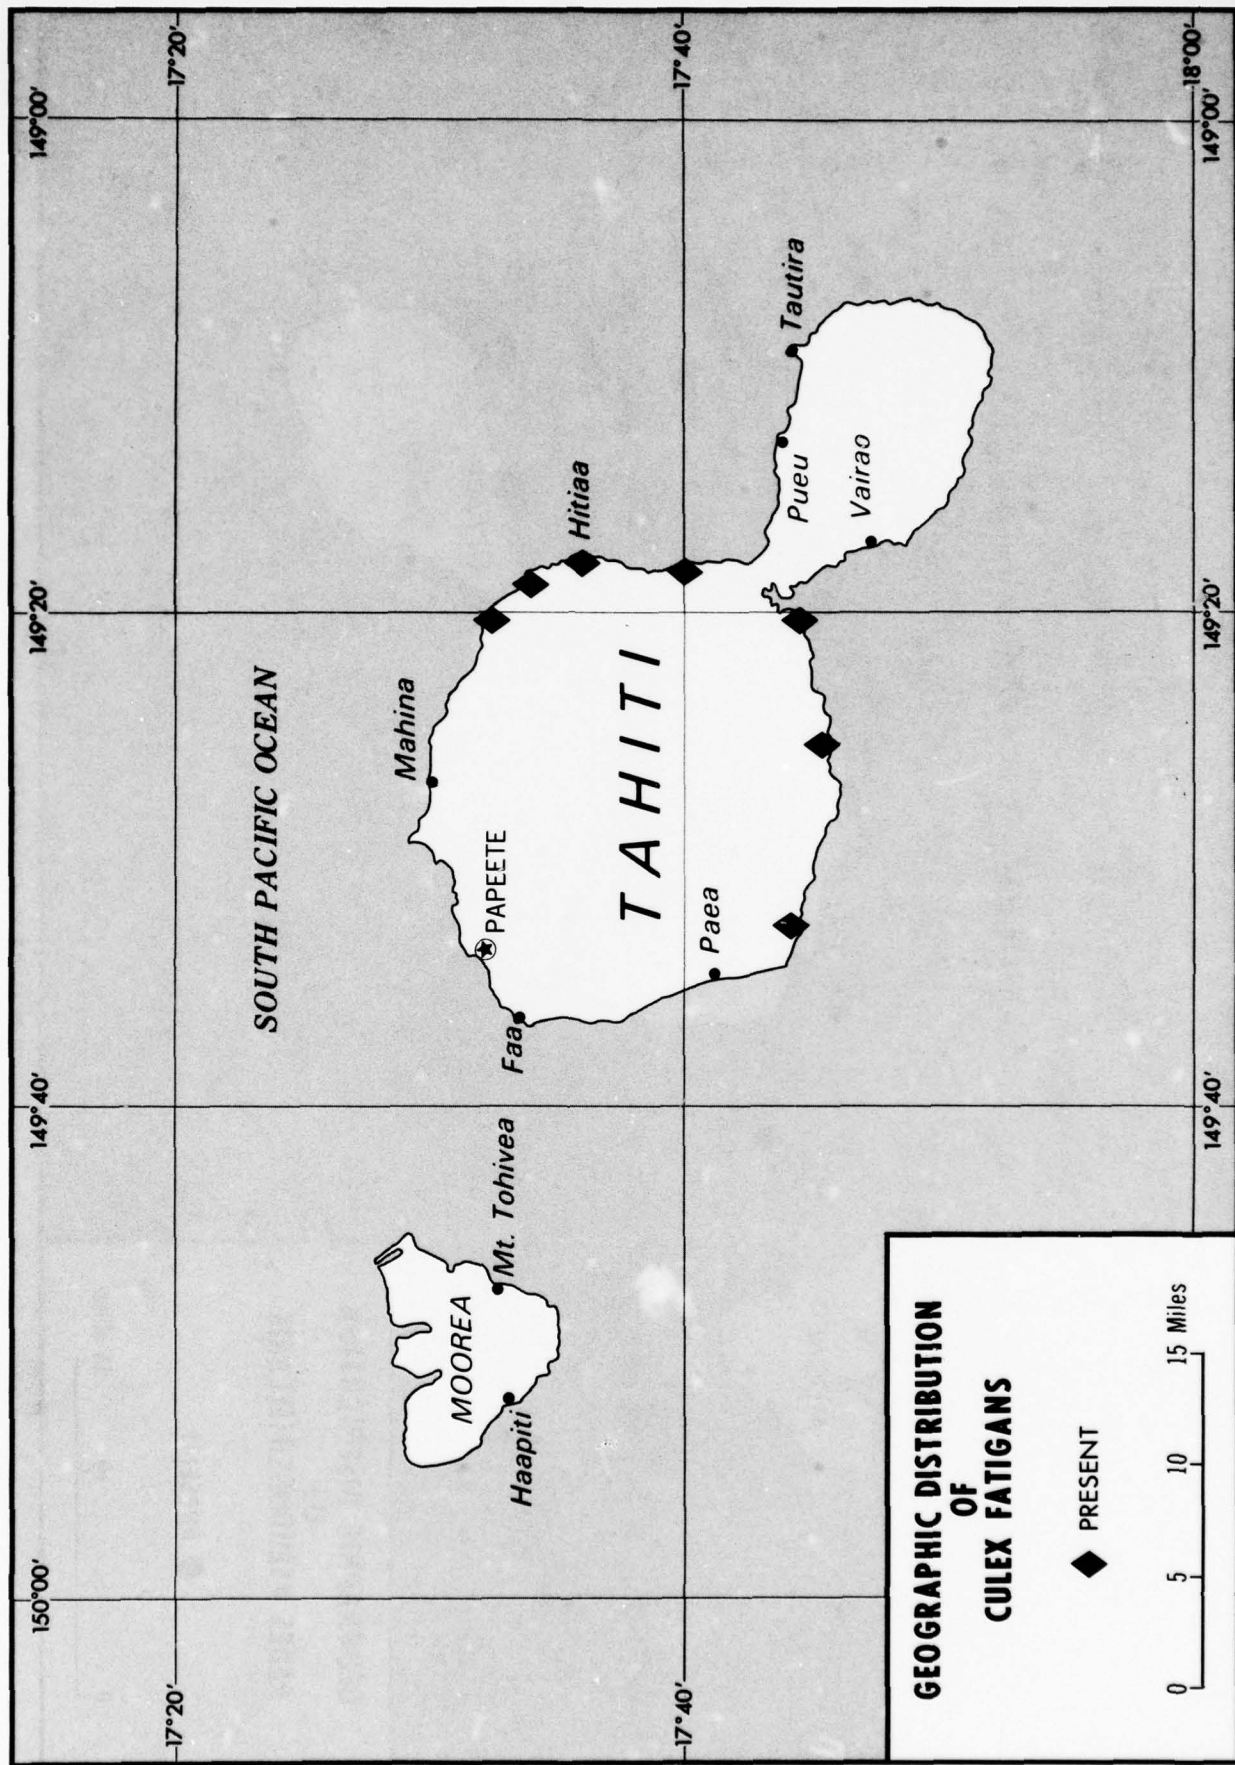 150°00'
149°40'
149°20'
149°00'
17°20'
17°20'
SOUTH PACIFIC OCEAN
Mahina
PAPEETE
Hitiaa
Faa
MOOREA
Mt. Tohivea
Haapiti
TAHITI
17°40'
17°40'
Paea
Tautira
Pueu
Vairao
GEOGRAPHIC DISTRIBUTION
OF
CULEX FATIGANS
PRESENT
0 5 10 15 Miles
18°00'
149°40'
149°20'
149°00'